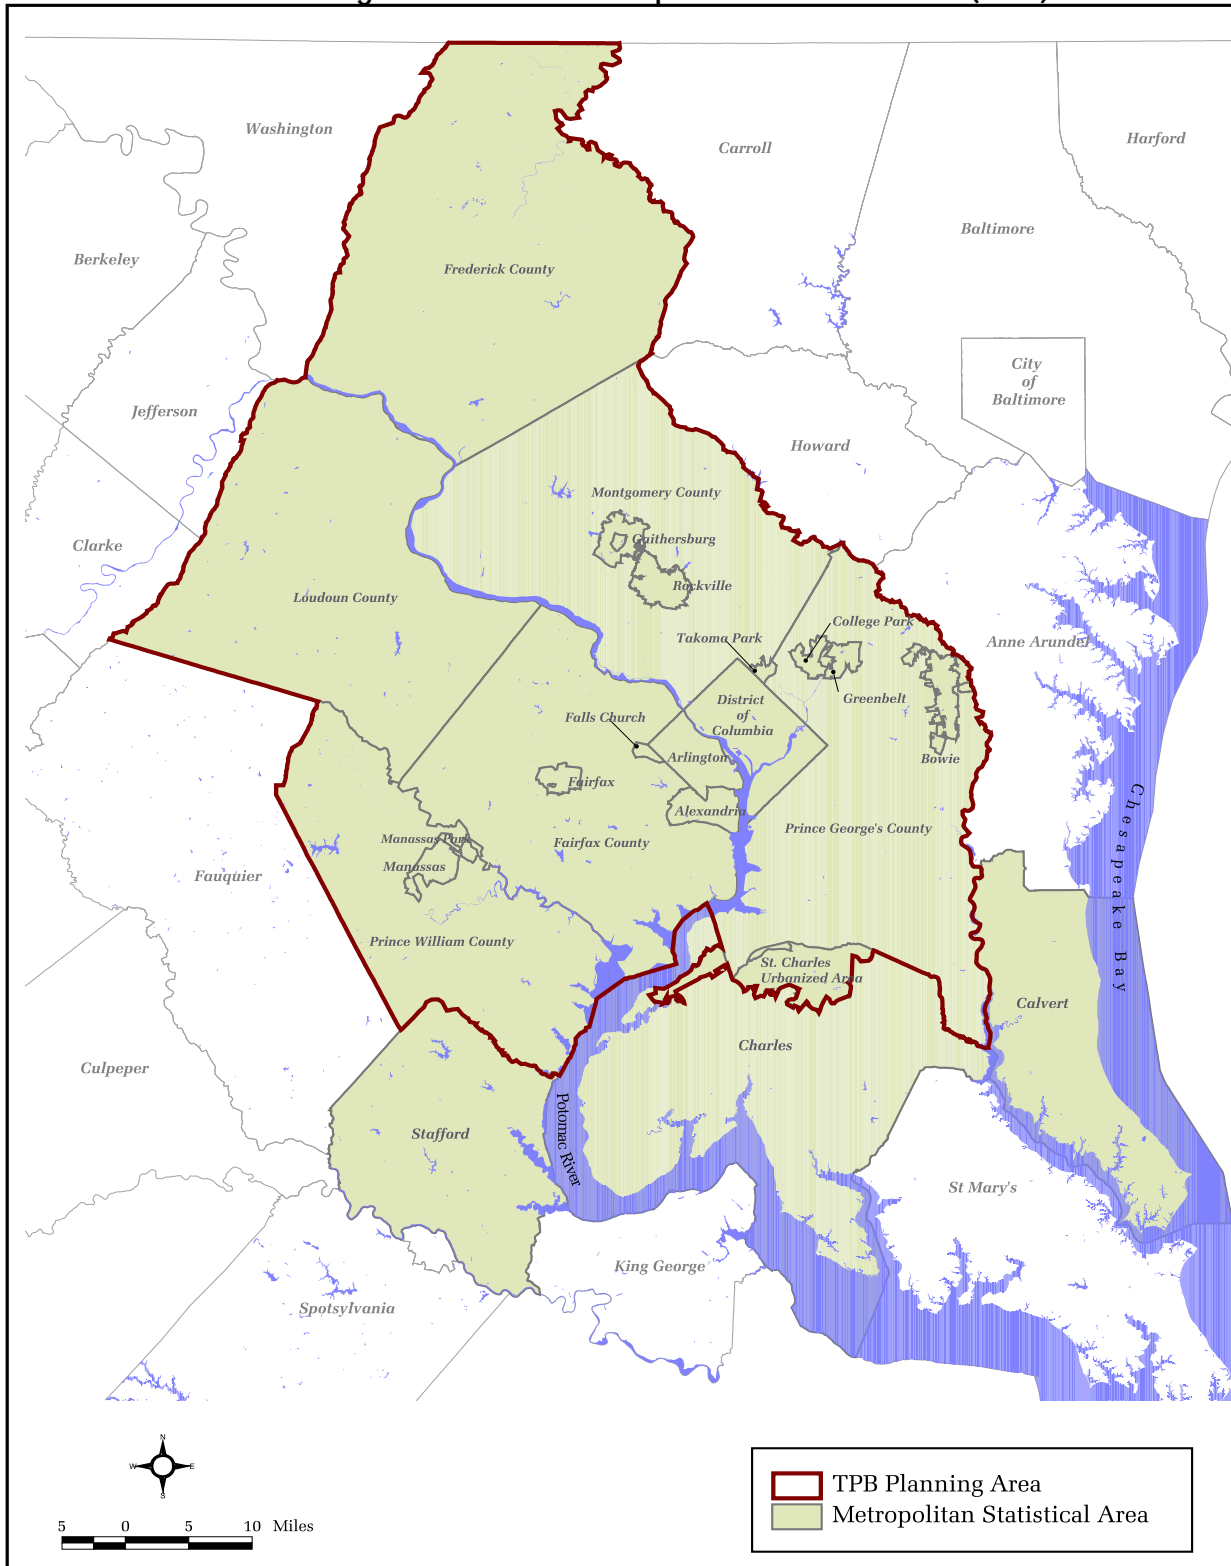 Washington
Carroll
Harford
Baltimore
Berkeley
Frederick County
City
of
Baltimore
Jefferson
Howard
Montgomery County
Gaithersburg
Clarke
Rockville
Loudoun County
College Park
Takoma Park
Anne Arundel
Greenbelt
District
of
Columbia
Falls Church
Arlington
Bowie
Fairfax
Alexandria
Prince George's County
Manassas Park
Fairfax County
Manassas
Fauquier
Chesapeake Bay
Prince William County
St. Charles
Urbanized Area
Calvert
Charles
Culpeper
Potomac River
Stafford
St Mary's
King George
Spotsylvania
N
W E
S
5 0 5 10 Miles
TPB Planning Area
Metropolitan Statistical Area